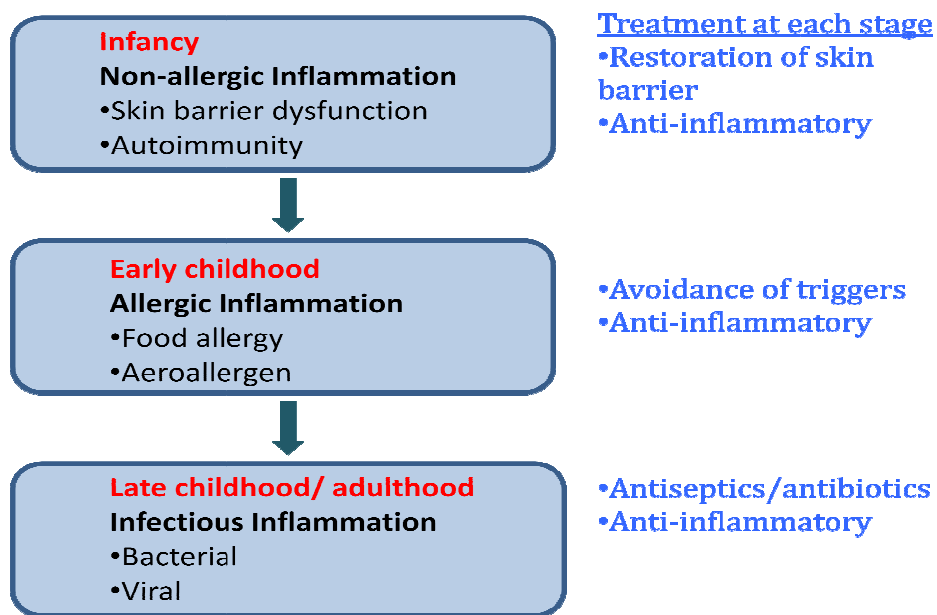 Infancy
Non-allergic Inflammation
•Skin barrier dysfunction
•Autoimmunity
Treatment at each stage
•Restoration of skin
barrier
•Anti-inflammatory
Early childhood
Allergic Inflammation
•Food allergy
•Aeroallergen
•Avoidance of triggers
•Anti-inflammatory
Late childhood/ adulthood
Infectious Inflammation
•Bacterial
•Viral
•Antiseptics/antibiotics
•Anti-inflammatory